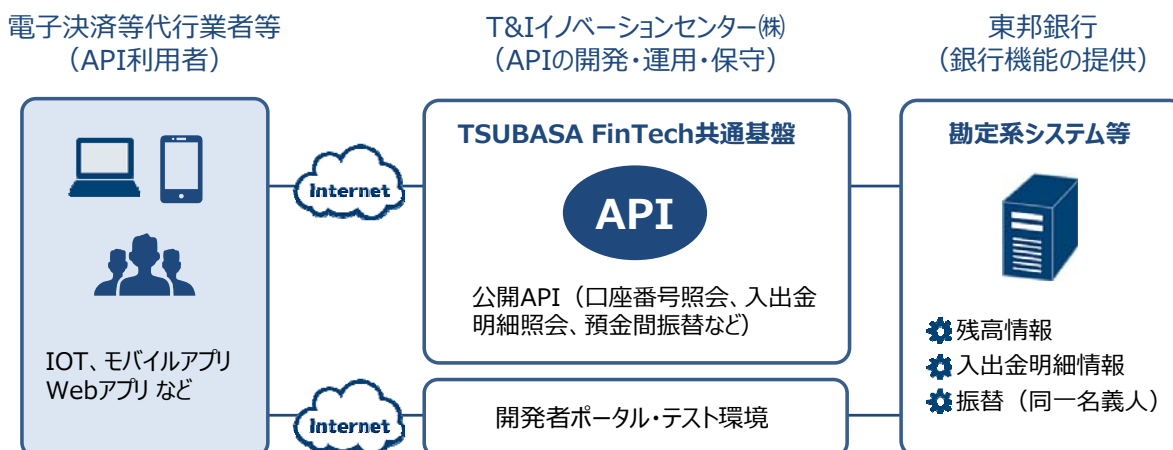 電子決済等代行業者等
（API利用者）
T&Iイノベーションセンター㈱
（APIの開発・運用・保守）
東邦銀行
（銀行機能の提供）
Internet
IOT、モバイルアプリ
Webアプリ など
TSUBASA FinTech共通基盤
API
公開API（口座番号照会、入出金
明細照会、預金間振替など）
勘定系システム等
残高情報
入出金明細情報
振替（同一名義人）
Internet
開発者ポータル・テスト環境